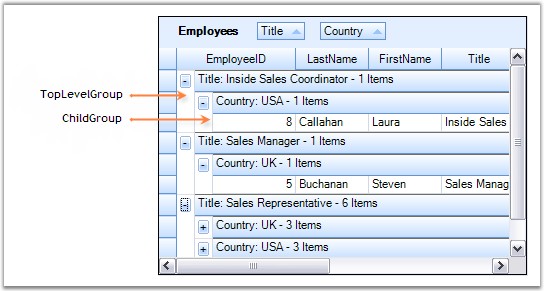 Employees Title Country
EmployeeID LastName FirstName Title
Title: Inside Sales Coordinator - 1 Items
TopLevelGroup
Country: USA - 1 Items
ChildGroup
8 Callahan Laura Inside Sales
Title: Sales Manager - 1 Items
Country: UK - 1 Items
5 Buchanan Steven Sales Manag
Title: Sales Representative - 6 Items
Country: UK - 3 Items
Country: USA - 3 Items